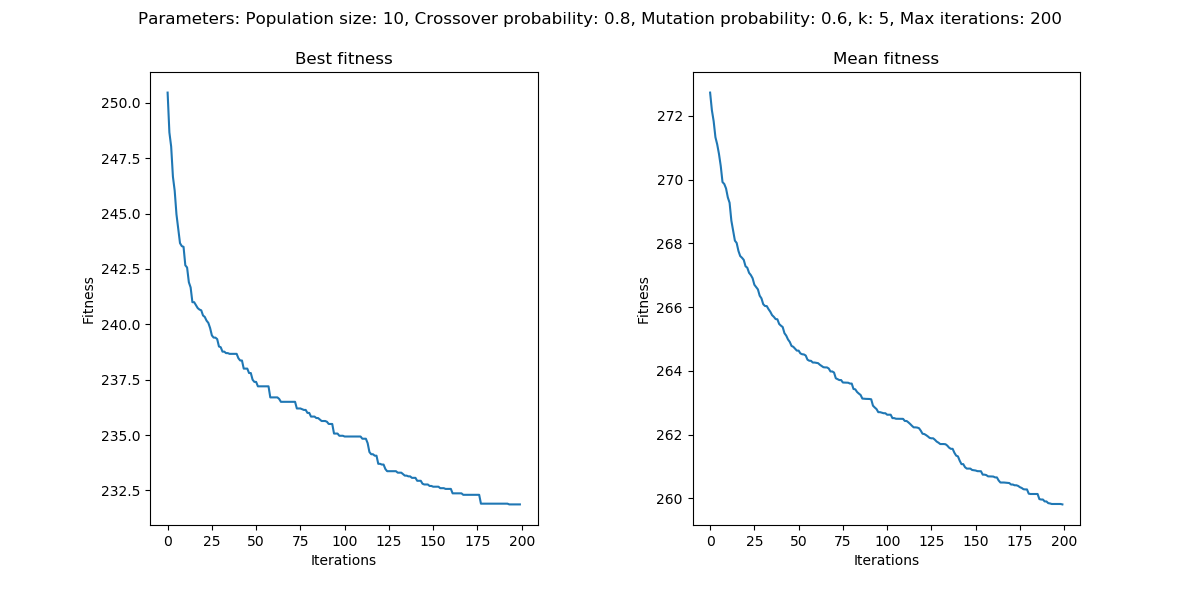 Parameters: Population size: 10, Crossover probability: 0.8, Mutation probability: 0.6, k: 5, Max iterations: 200
Best fitness
250.0
247.5
245.0
242.5
240.0
237.5
235.0
232.5
Fitness
0 25 50 75 100 125 150 175 200
Iterations
Mean fitness
272
270
268
266
264
262
260
Fitness
0 25 50 75 100 125 150 175 200
Iterations